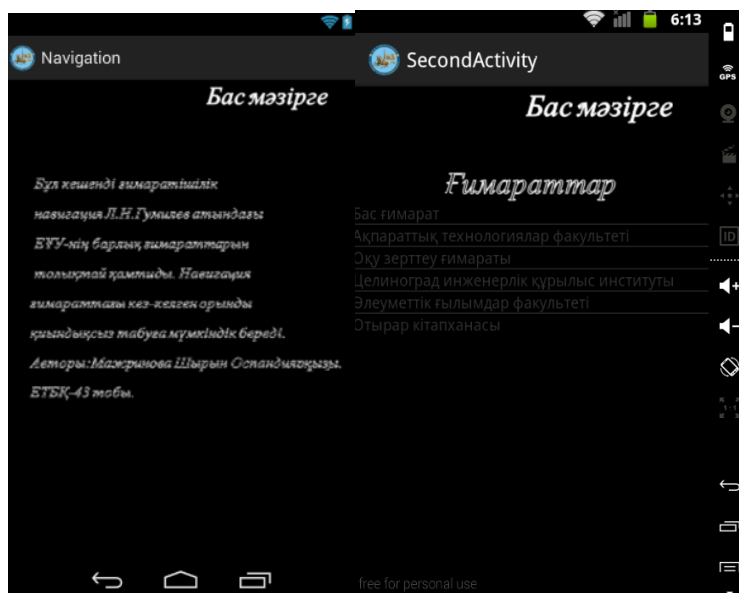 Navigation
Бас мәзірге
Бұл кешенді ғимаратішілік
навигация Л.Н.Гумилев атындағы
ЕҰУ-нің барлық ғимараттарын
толықтай қамтиды. Навигация
ғимараттағы кез-келген орынды
қиындықсыз табуға мүмкіндік береді.
Авторы:Мажринова Шырын Оспандиярқызы.
ЕТБҚ-43 тобы.
6:13
SecondActivity
Бас мәзірге
Ғимараттар
Бас ғимарат
Ақпараттық технологиялар факультеті
Оқу зерттеу ғимараты
Целиноград инженерлік құрылыс институты
Әлеуметтік ғылымдар факультеті
Отырар кітапханасы
free for personal use
GPS
ID
1:1